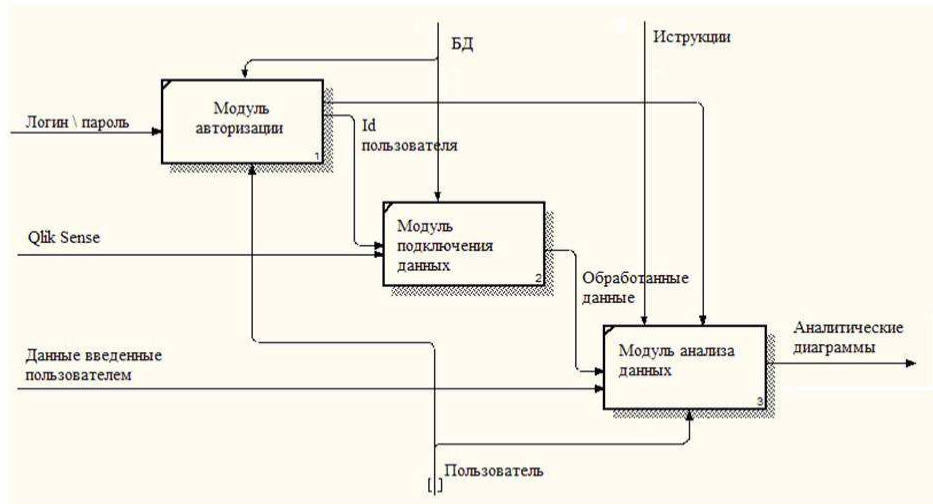 БД
Иструкции
Модуль
авторизации
1
Логин \ пароль
Id
пользователя
Qlik Sense
Модуль
подключения
данных
2
Обработанные
данные
Данные введенные
пользователем
Модуль анализа
данных
3
Аналитические
диаграммы
Пользователь